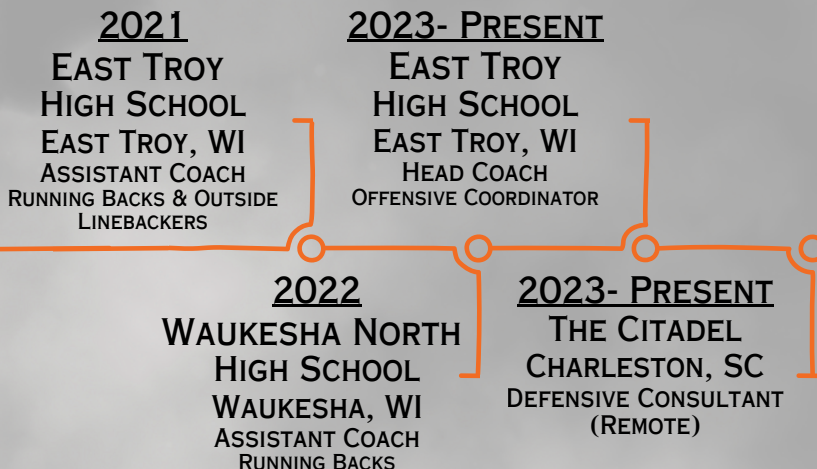 2021
East Troy
High School
East Troy, WI
Assistant Coach
Running Backs & Outside
Linebackers
2023- Present
East Troy
High School
East Troy, WI
Head Coach
Offensive Coordinator
2022
Waukesha North
High School
Waukesha, WI
Assistant Coach
Running Backs
2023- Present
The Citadel
Charleston, SC
Defensive Consultant
(Remote)